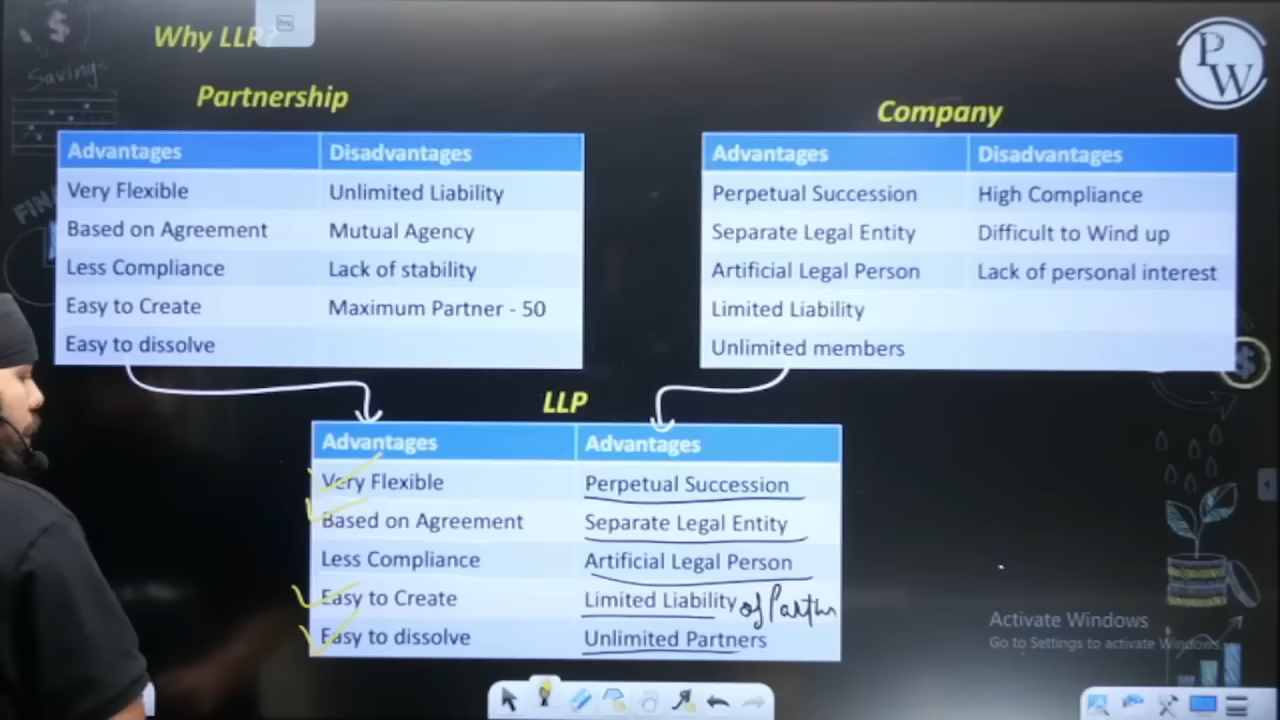 Why LLP?
Savings
Partnership
Company
PW
Advantages Disadvantages
Very Flexible Unlimited Liability
Based on Agreement Mutual Agency
Less Compliance Lack of stability
Easy to Create Maximum Partner - 50
Easy to dissolve
Advantages Disadvantages
Perpetual Succession High Compliance
Separate Legal Entity Difficult to Wind up
Artificial Legal Person Lack of personal interest
Limited Liability
Unlimited members
LLP
Advantages Advantages
Very Flexible Perpetual Succession
Based on Agreement Separate Legal Entity
Less Compliance Artificial Legal Person
Easy to Create Limited Liability of
Easy to dissolve Unlimited Partners
Activate Windows
Go to Settings to activate Windows.